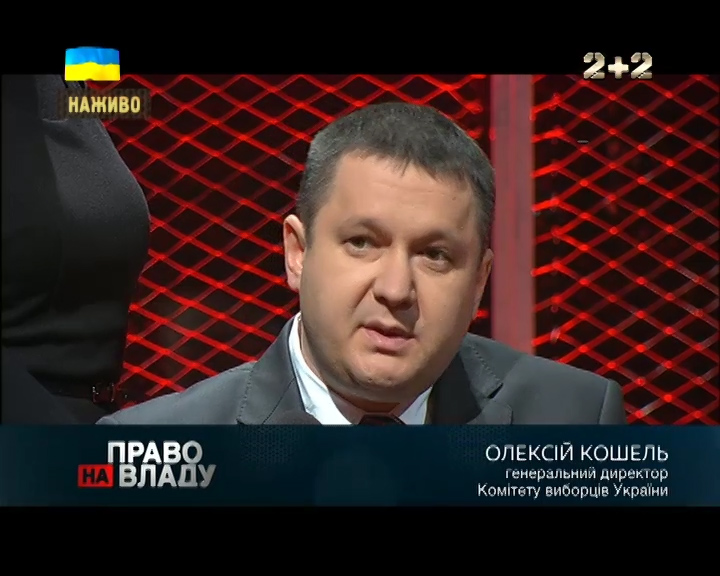 НАЖИВО
2+2
ПРАВО
НА ВЛАДУ
ОЛЕКСІЙ КОШЕЛЬ
генеральний директор
Комітету виборців України